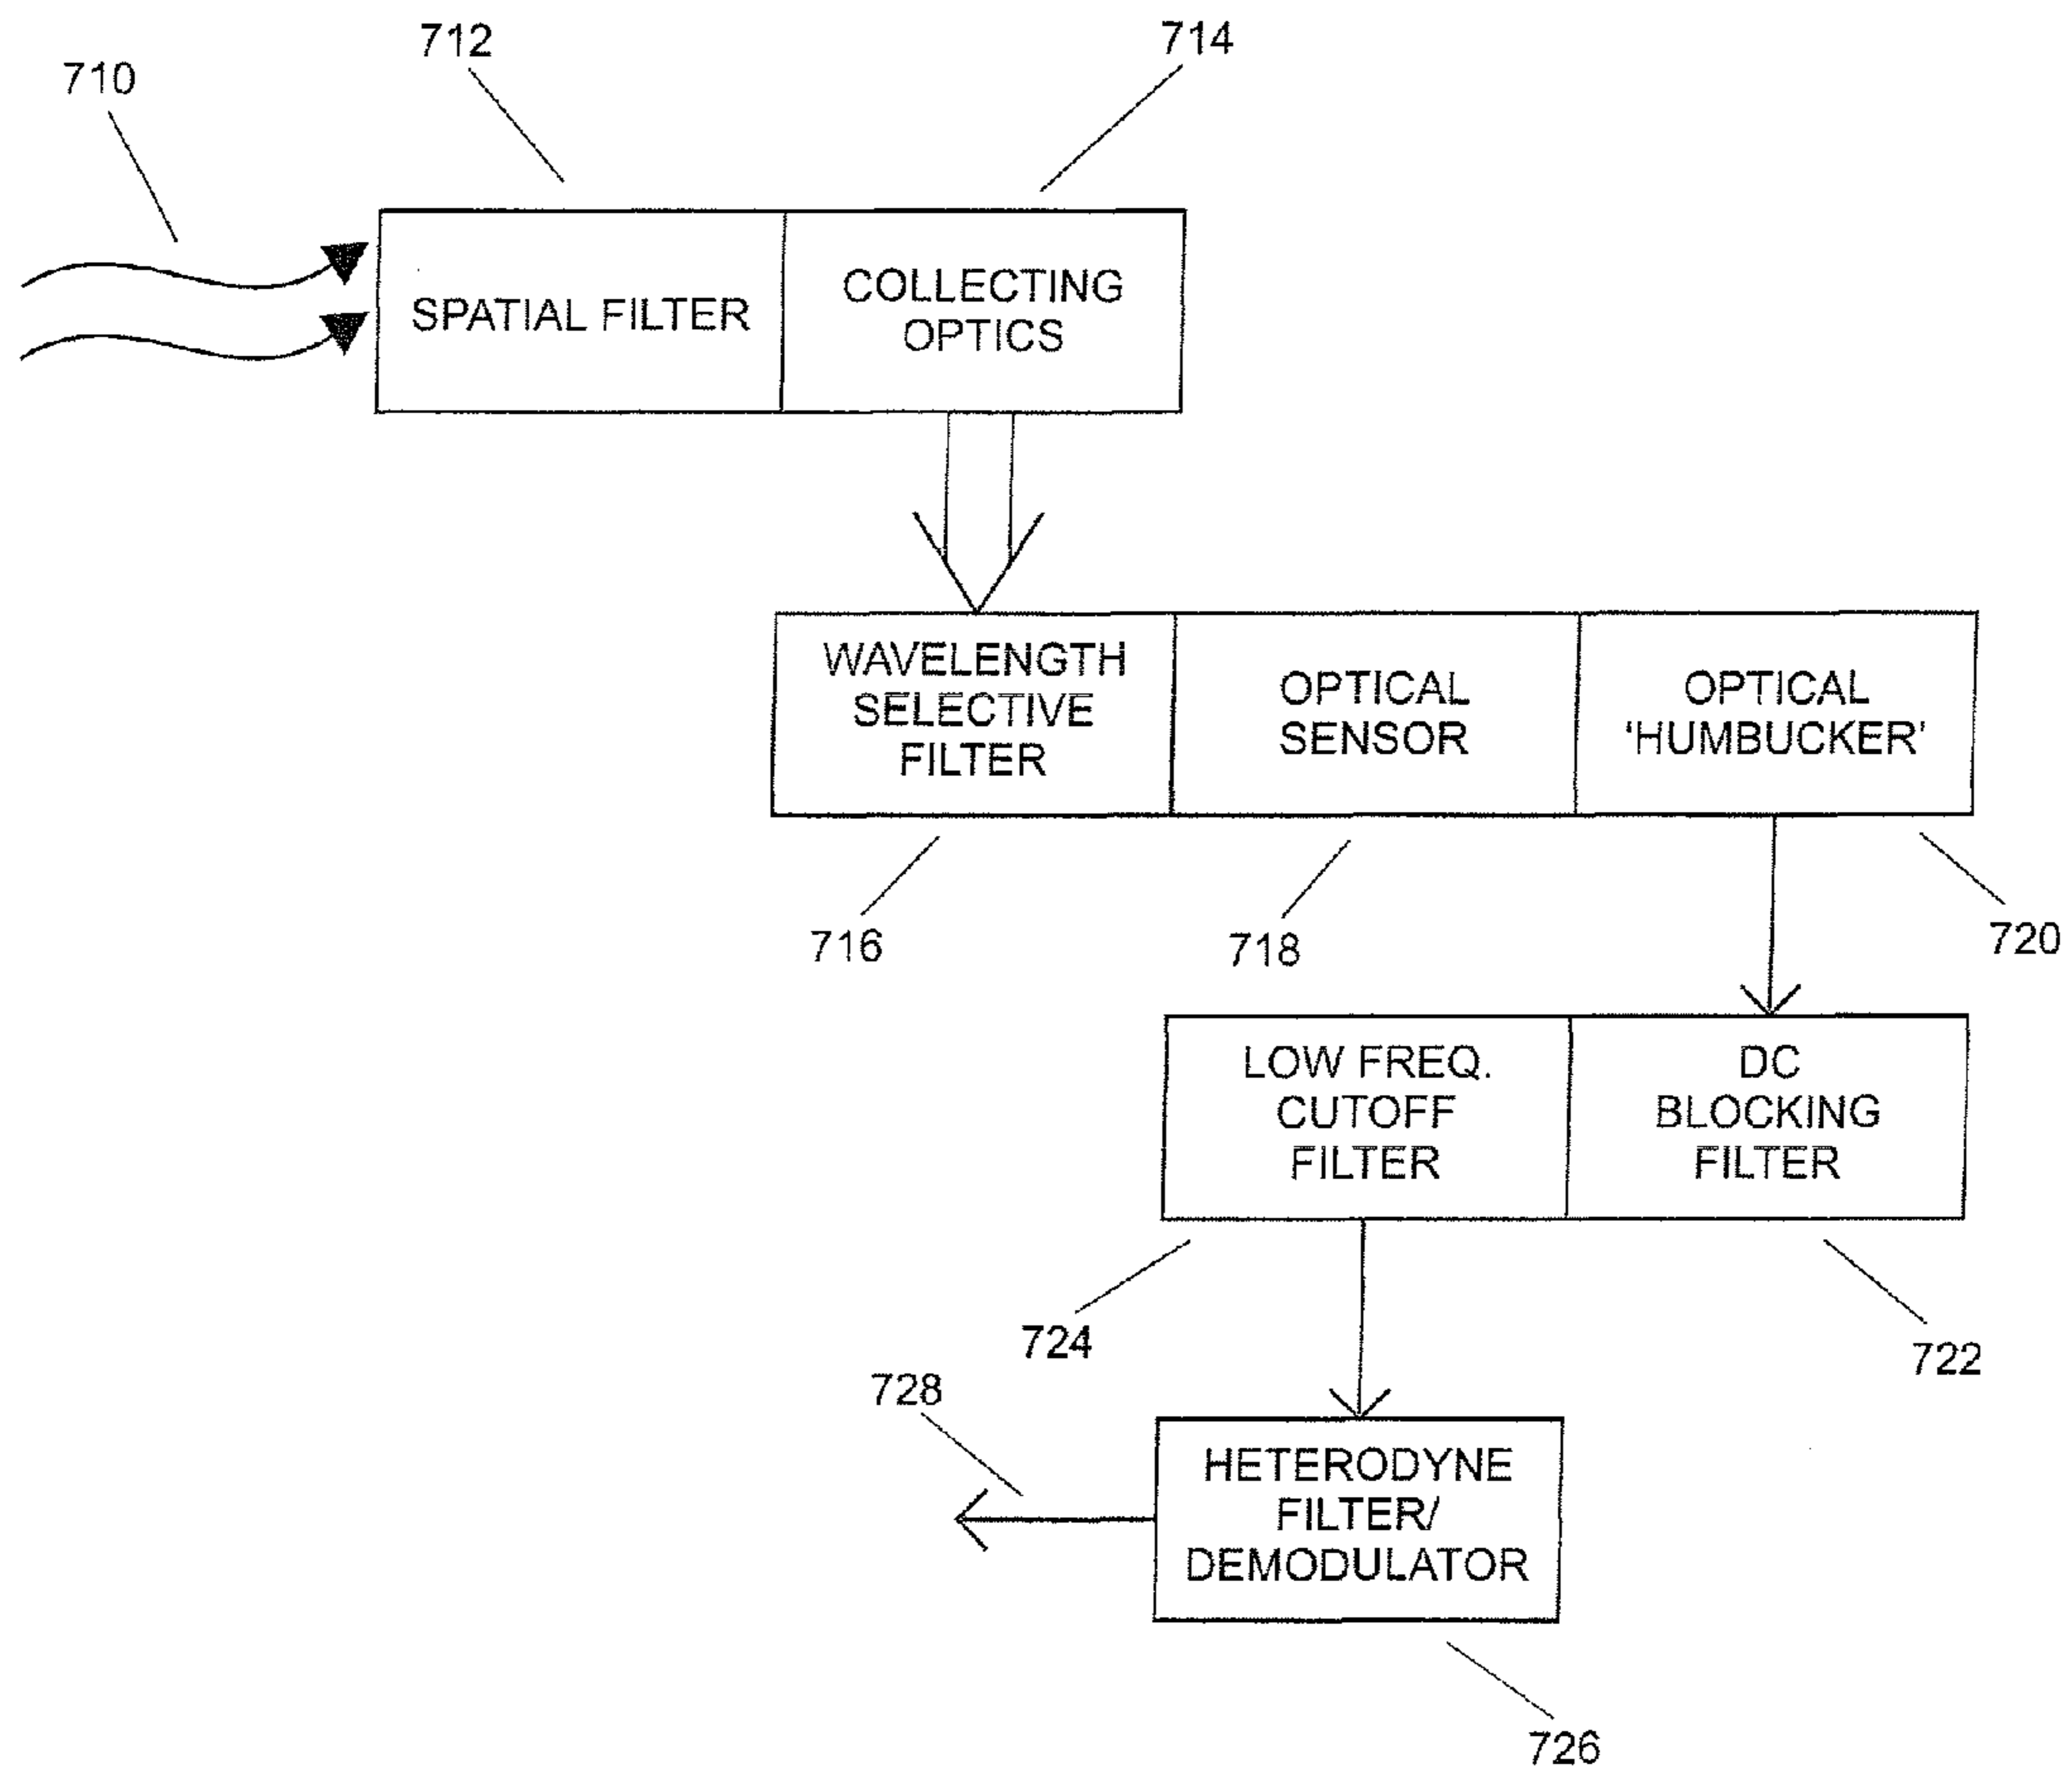 712
714
710
SPATIAL FILTER
COLLECTING
OPTICS
WAVELENGTH
SELECTIVE
FILTER
OPTICAL
SENSOR
OPTICAL
‘HUMBUCKER’
716
718
720
LOW FREQ.
CUTOFF
FILTER
DC
BLOCKING
FILTER
724
722
728
HETERODYNE
FILTER/
DEMODULATOR
726